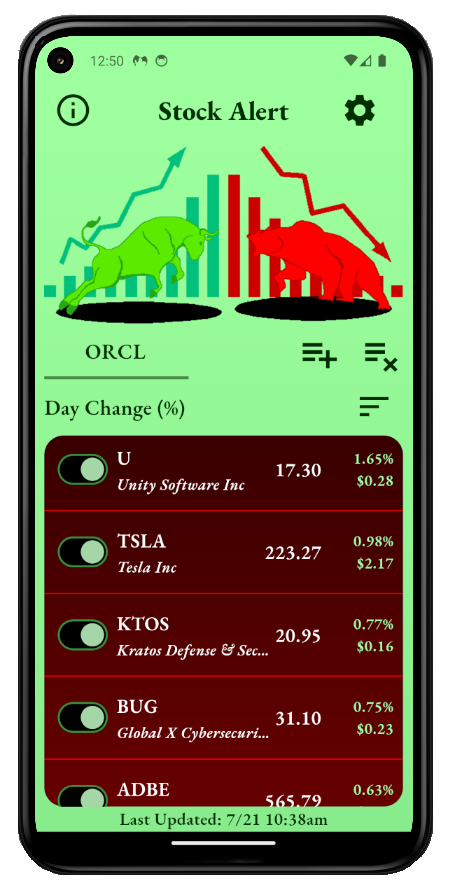 12:50
Stock Alert
ORCL
Day Change (%)
U
Unity Software Inc
17.30
1.65%
$0.28
TSLA
Tesla Inc
223.27
0.98%
$2.17
KTOS
Kratos Defense & Sec...
20.95
0.77%
$0.16
BUG
Global X Cybersecuri...
31.10
0.75%
$0.23
ADBE
565.79
0.63%
Last Updated: 7/21 10:38am